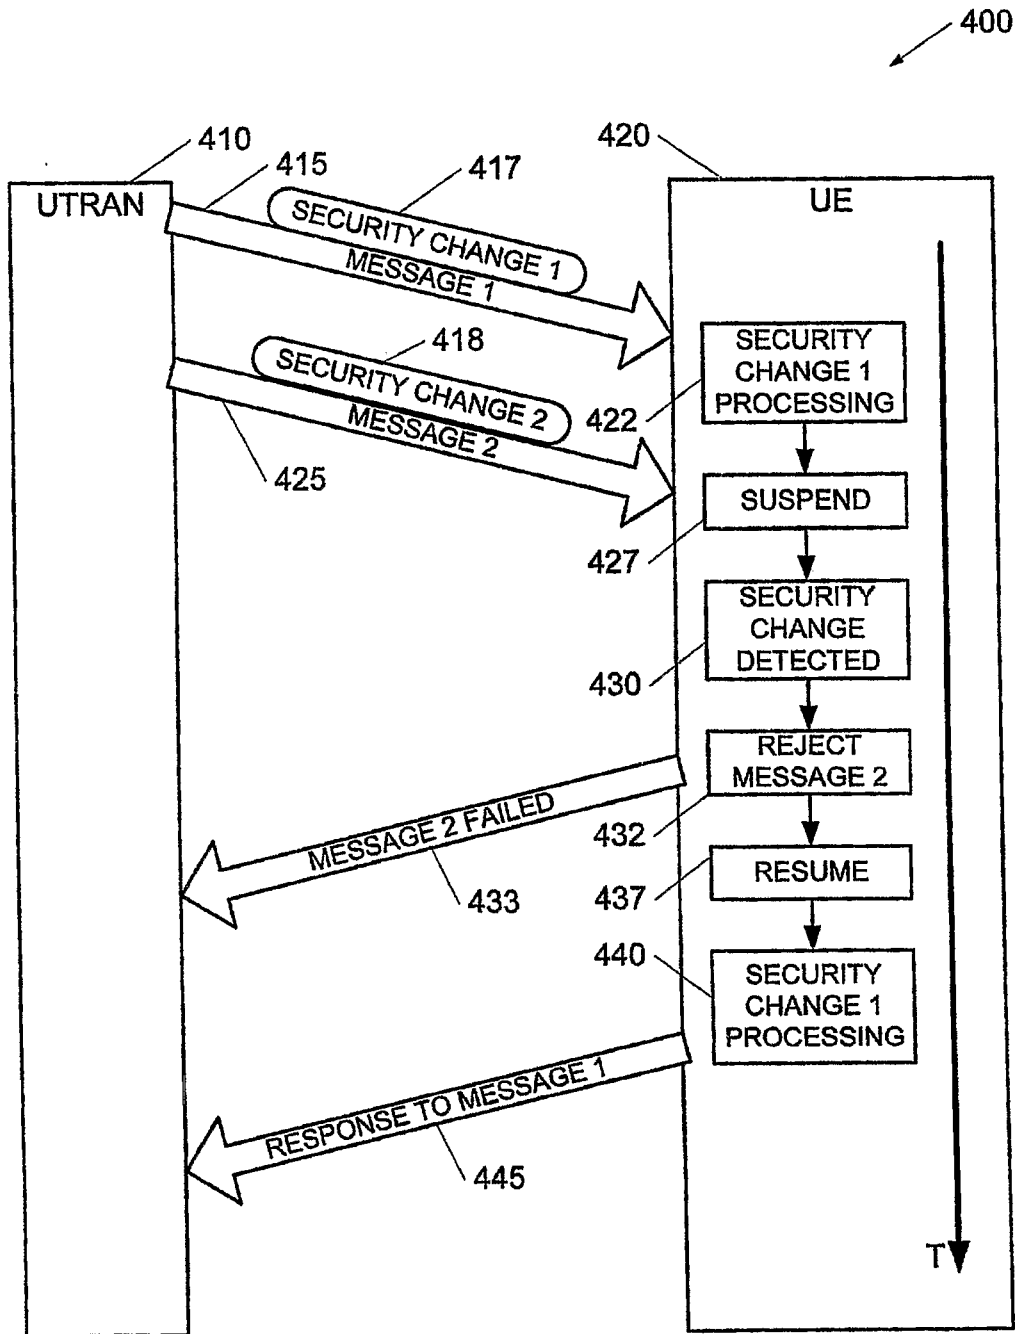 400
410
415
417
420
UTRAN
SECURITY CHANGE 1
MESSAGE 1
UE
418
SECURITY CHANGE 2
MESSAGE 2
425
SECURITY
CHANGE 1
PROCESSING
422
SUSPEND
427
SECURITY
CHANGE
DETECTED
430
REJECT
MESSAGE 2
432
MESSAGE 2 FAILED
433
RESUME
437
440
SECURITY
CHANGE 1
PROCESSING
RESPONSE TO MESSAGE 1
445
T